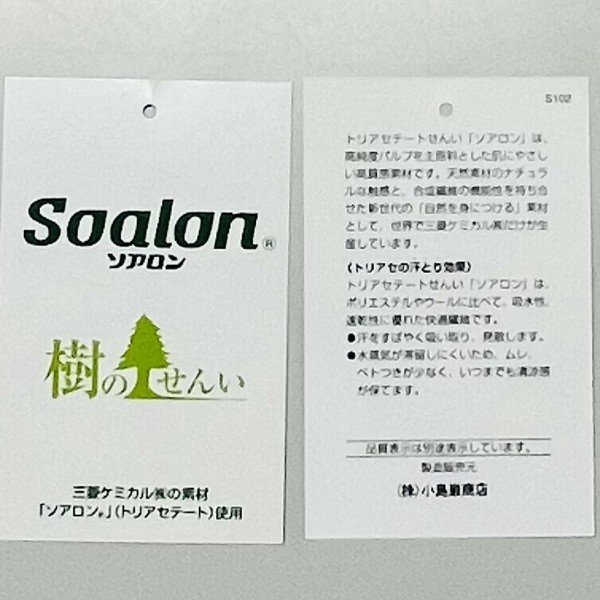 Soalon®
ソアロン
樹のせんい
三菱ケミカル㈱の素材
「ソアロン®」(トリアセテート)使用
S102
トリアセテートせんい「ソアロン」は、
高純度パルプを主原料とした肌にやさし
い高質感素材です。天然素材のナチュラ
ルな触感と、合成繊維の機能性を持ち合
せた新世代の「自然を身につける」素材
として、世界で三菱ケミカル㈱だけが生
産しています。
〈トリアセの汗とり効果〉
トリアセテートせんい「ソアロン」は、
ポリエステルやウールに比べて、吸水性、
速乾性に優れた快適繊維です。
●汗をすばやく吸い取り、発散します。
●水蒸気が滞留しにくいため、ムレ、
ベトつきが少なく、いつまでも清涼感
が保てます。
品質表示は別途表示しています。
製造販売元
(株)小島衣料商店